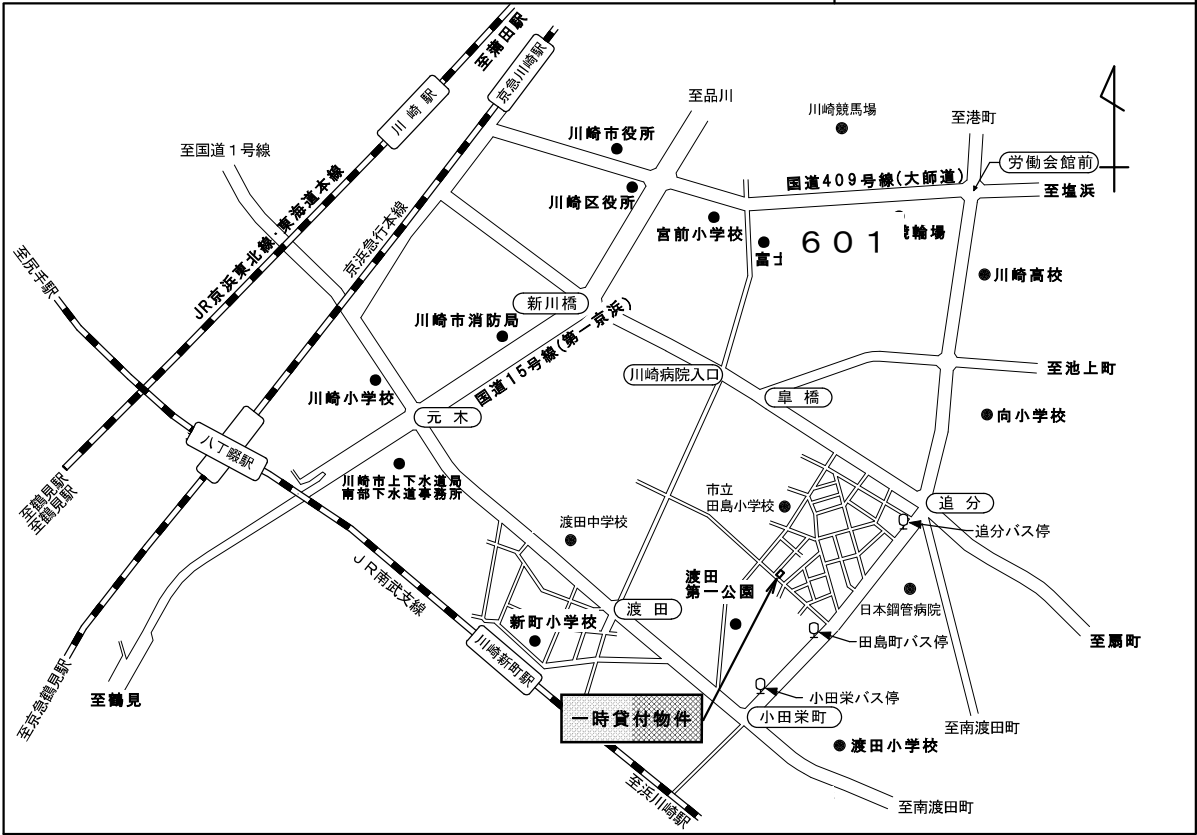 至蒲田駅
京急川崎駅
川崎駅
至品川
川崎競馬場
至港町
川崎市役所
至国道1号線
労働会館前
国道409号線(大師道)
至塩浜
川崎区役所
JR京浜東北線・東海道本線
京浜急行本線
宮前小学校
601
輪場
富士
至尻手駅
川崎高校
新川橋
川崎市消防局
国道15号線(第一京浜)
川崎病院入口
至池上町
川崎小学校
皐橋
元木
向小学校
八丁畷駅
川崎市上下水道局
南部下水道事務所
至鶴見駅
至鶴見駅
市立
田島小学校
追分
渡田中学校
追分バス停
JR南武支線
渡田
第一公園
渡田
日本鋼管病院
新町小学校
田島町バス停
至扇町
川崎新町駅
至京急鶴見駅
至鶴見
小田栄バス停
一時貸付物件
小田栄町
至南渡田町
渡田小学校
至浜川崎駅
至南渡田町